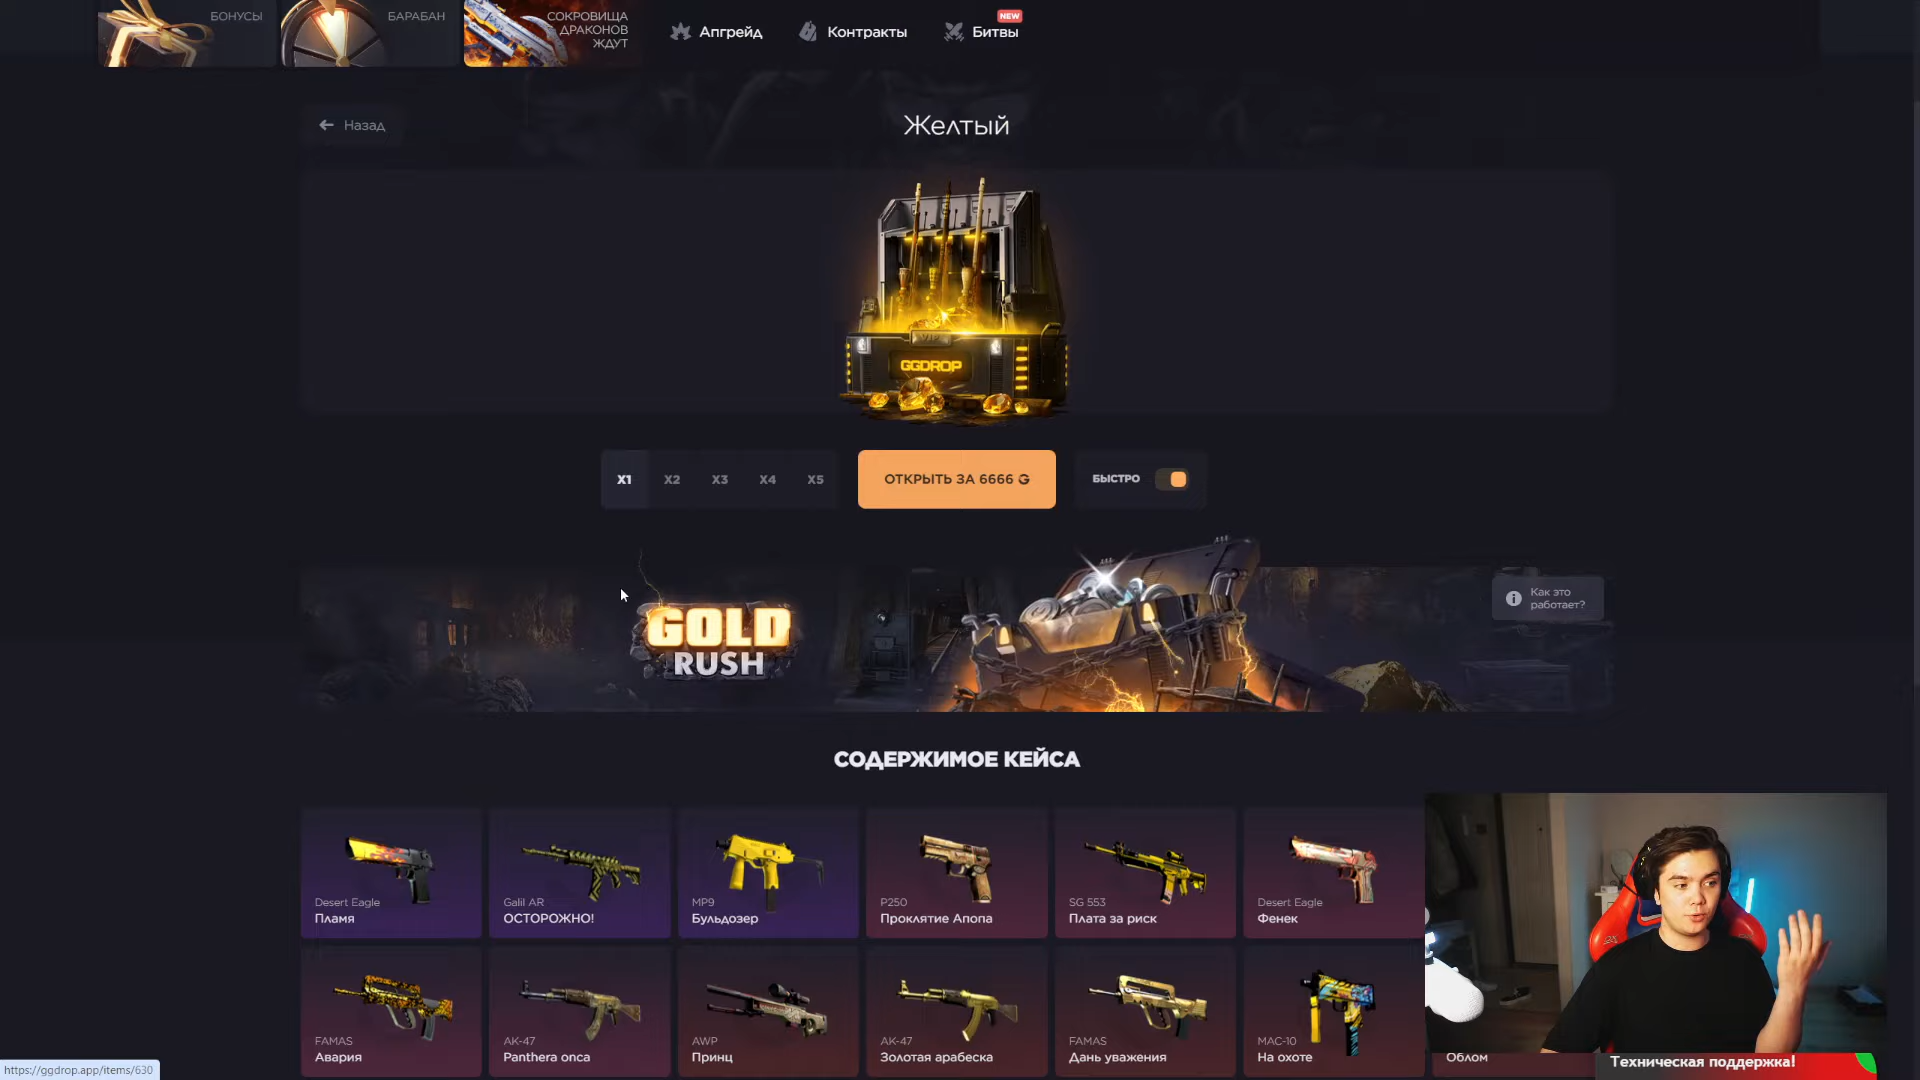 БОНУСЫ
БАРАБАН
СОКРОВИЩА
ДРАКОНОВ
ЖДУТ
Апгрейд
Контракты
NEW
Битвы
Назад
Желтый
VIP
GGDROP
X1
X2
X3
X4
X5
ОТКРЫТЬ ЗА 6666 G
БЫСТРО
GOLD
RUSH
Как это
работает?
СОДЕРЖИМОЕ КЕЙСА
Desert Eagle
Пламя
Galil AR
ОСТОРОЖНО!
MP9
Бульдозер
P250
Проклятие Апопа
SG 553
Плата за риск
Desert Eagle
Фенек
FAMAS
Авария
AK-47
Panthera onca
AWP
Принц
AK-47
Золотая арабеска
FAMAS
Дань уважения
MAC-10
На охоте
Облом
Техническая поддержка!
https://ggdrop.app/items/630